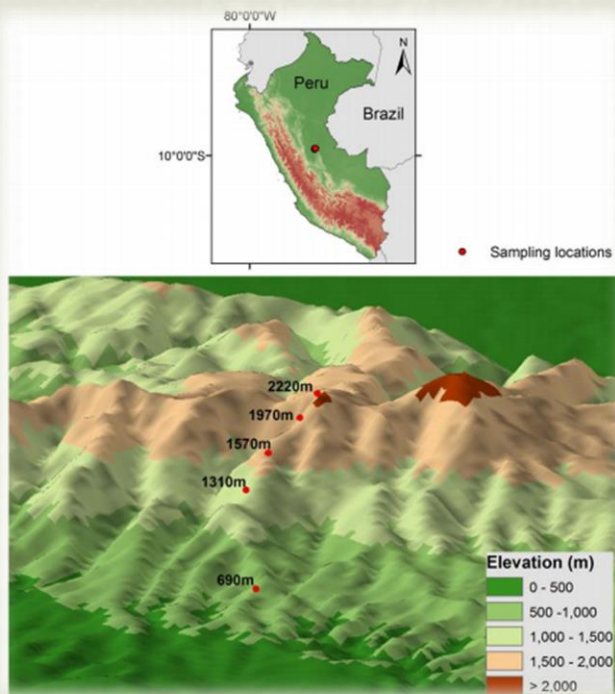 80°0'0"W
N
Peru
Brazil
10°0'0"S
Sampling locations
2220m
1970m
1570m
1310m
690m
Elevation (m)
0 - 500
500 -1,000
1,000 - 1,500
1,500 - 2,000
> 2,000